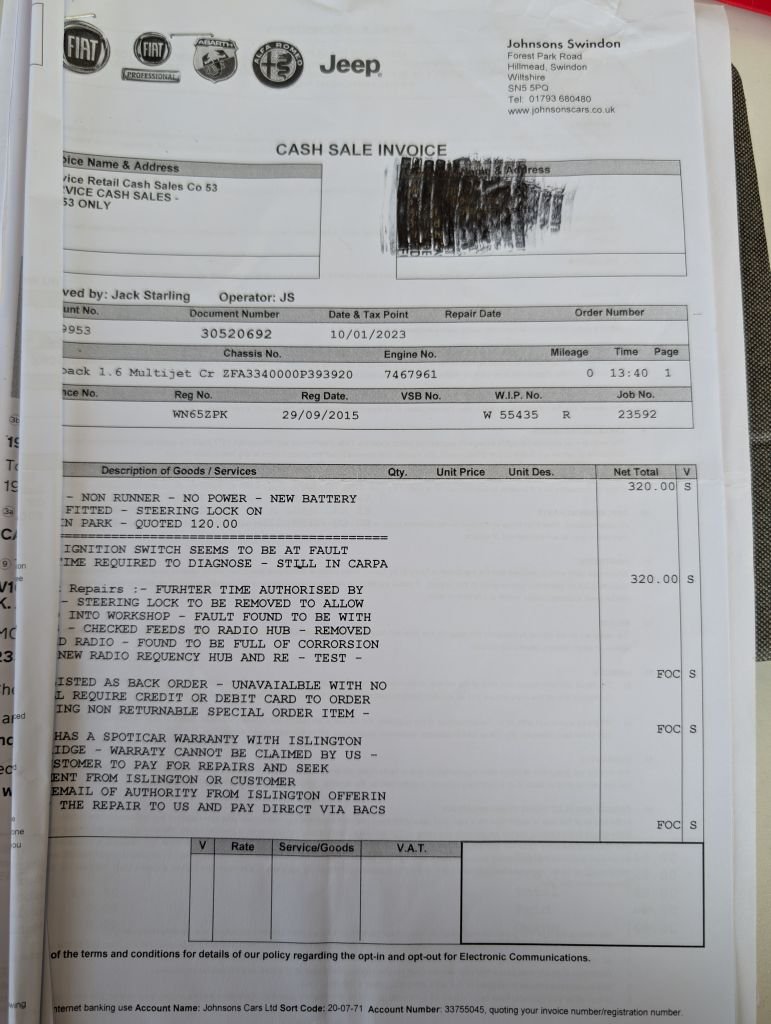 FIAT
FIAT
PROFESSIONAL
ABARTH
ALFA ROMEO
Jeep
Johnsons Swindon
Forest Park Road
Hillmead, Swindon
Wiltshire
SN5 5PQ
Tel: 01793 680480
www.johnsonscars.co.uk
CASH SALE INVOICE
oice Name & Address
& Address
vice Retail Cash Sales Co 53
VICE CASH SALES -
53 ONLY
ved by: Jack Starling Operator: JS
unt No. Document Number Date & Tax Point Repair Date Order Number
9953 30520692 10/01/2023
Chassis No. Engine No. Mileage Time Page
back 1.6 Multijet Cr ZFA3340000P393920 7467961 0 13:40 1
nce No. Reg No. Reg Date. VSB No. W.I.P. No. Job No.
WN65ZPK 29/09/2015 W 55435 R 23592
Description of Goods / Services Qty. Unit Price Unit Des. Net Total V
320.00 S
- NON RUNNER - NO POWER - NEW BATTERY
FITTED - STEERING LOCK ON
N PARK - QUOTED 120.00
IGNITION SWITCH SEEMS TO BE AT FAULT
IME REQUIRED TO DIAGNOSE - STILL IN CARPA
320.00 S
Repairs :- FURHTER TIME AUTHORISED BY
- STEERING LOCK TO BE REMOVED TO ALLOW
INTO WORKSHOP - FAULT FOUND TO BE WITH
- CHECKED FEEDS TO RADIO HUB - REMOVED
D RADIO - FOUND TO BE FULL OF CORRORSION
NEW RADIO REQUENCY HUB AND RE - TEST -
FOC S
ISTED AS BACK ORDER - UNAVAIALBLE WITH NO
L REQUIRE CREDIT OR DEBIT CARD TO ORDER
ING NON RETURNABLE SPECIAL ORDER ITEM -
FOC S
HAS A SPOTICAR WARRANTY WITH ISLINGTON
IDGE - WARRATY CANNOT BE CLAIMED BY US -
STOMER TO PAY FOR REPAIRS AND SEEK
ENT FROM ISLINGTON OR CUSTOMER
EMAIL OF AUTHORITY FROM ISLINGTON OFFERIN
THE REPAIR TO US AND PAY DIRECT VIA BACS
FOC S
V Rate Service/Goods V.A.T.
of the terms and conditions for details of our policy regarding the opt-in and opt-out for Electronic Communications.
nternet banking use Account Name: Johnsons Cars Ltd Sort Code: 20-07-71 Account Number: 33755045, quoting your invoice number/registration number.